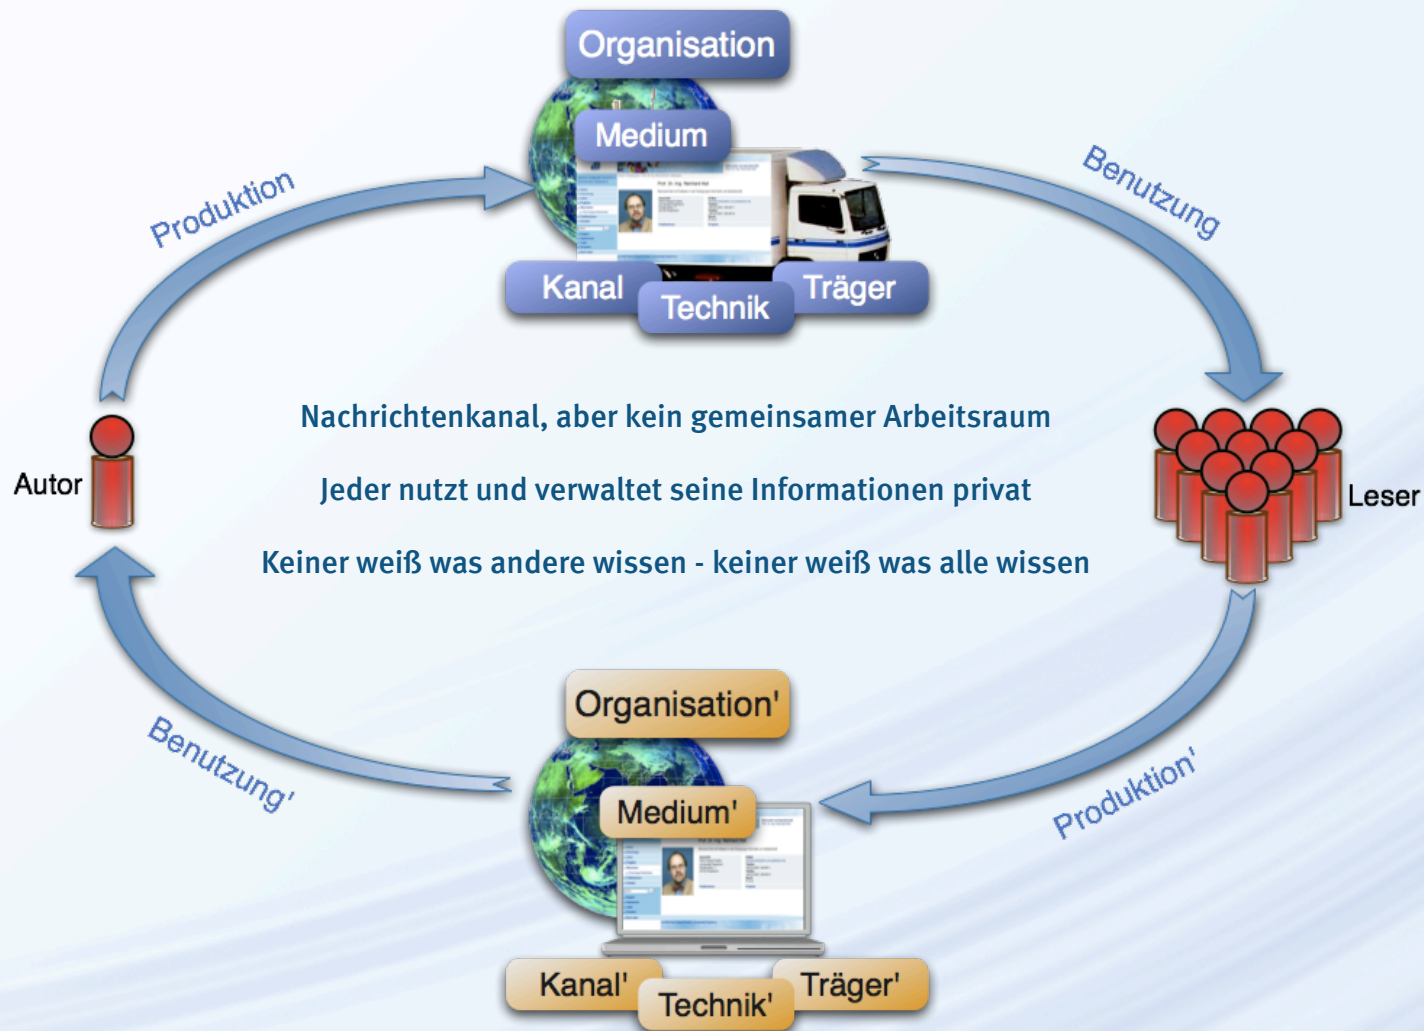 Organisation
Medium
Produktion
Benutzung
Kanal
Technik
Träger
Nachrichtenkanal, aber kein gemeinsamer Arbeitsraum
Autor
Jeder nutzt und verwaltet seine Informationen privat
Leser
Keiner weiß was andere wissen - keiner weiß was alle wissen
Organisation'
Benutzung'
Medium'
Produktion'
Kanal'
Technik'
Träger'